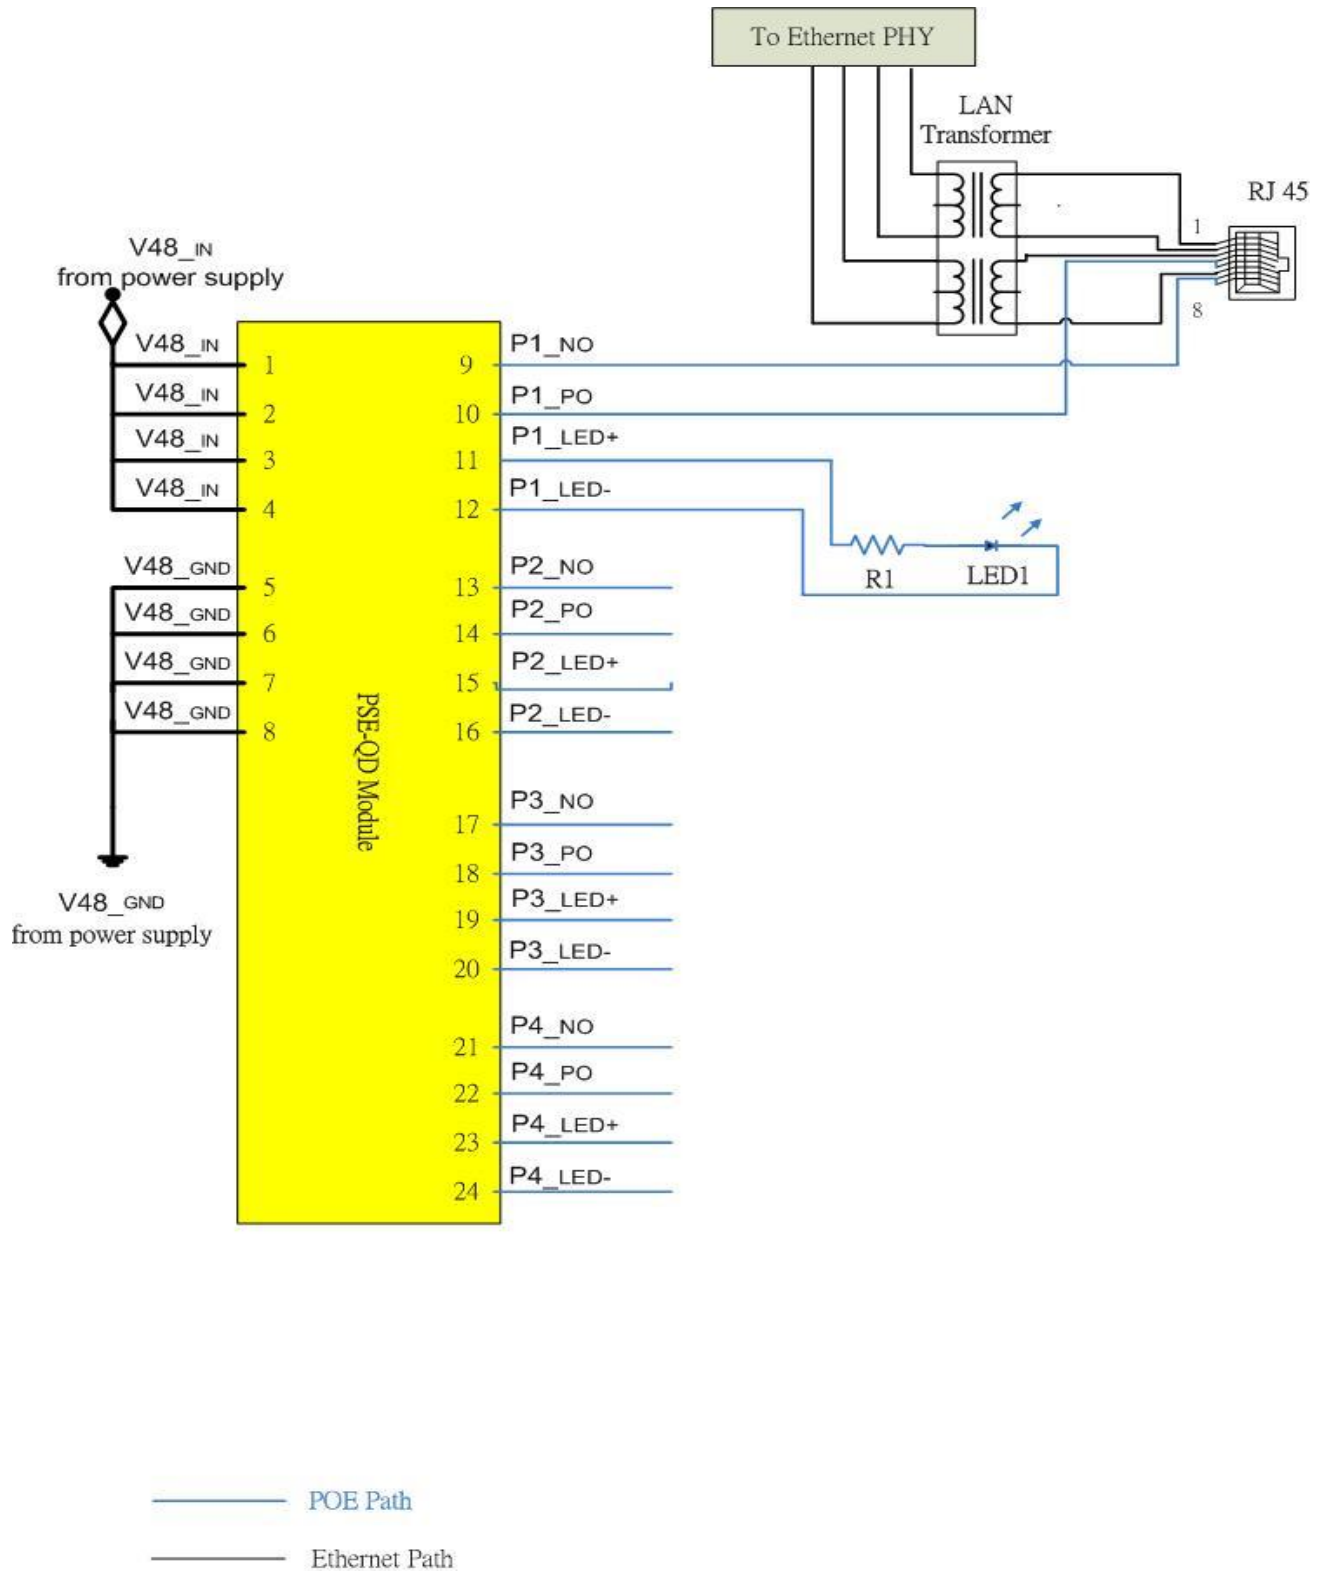 To Ethernet PHY
LAN
Transformer
RJ 45
1
8
V48_IN
from power supply
V48_IN
1
V48_IN
2
V48_IN
3
V48_IN
4
V48_GND
5
V48_GND
6
V48_GND
7
V48_GND
8
V48_GND
from power supply
PSE-QD Module
P1_NO
9
P1_PO
10
P1_LED+
11
P1_LED-
12
R1
LED1
P2_NO
13
P2_PO
14
P2_LED+
15
P2_LED-
16
P3_NO
17
P3_PO
18
P3_LED+
19
P3_LED-
20
P4_NO
21
P4_PO
22
P4_LED+
23
P4_LED-
24
POE Path
Ethernet Path